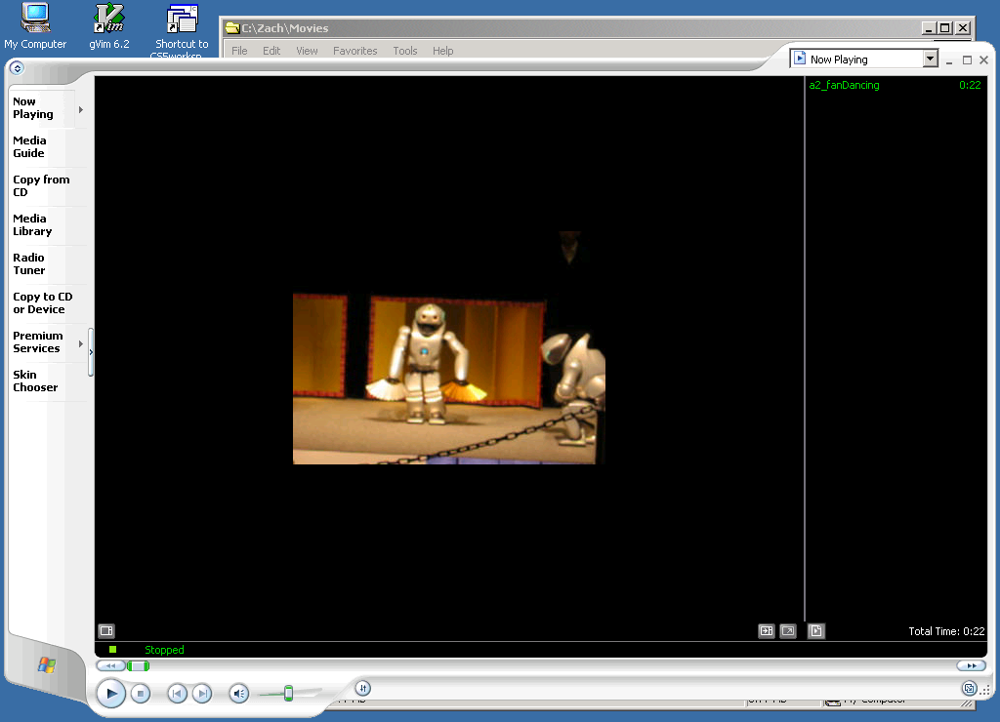 My Computer
gVim 6.2
Shortcut to
CS5worksp...
C:\Zach\Movies
File Edit View Favorites Tools Help
Now Playing
a2_fanDancing 0:22
Now
Playing
Media
Guide
Copy from
CD
Media
Library
Radio
Tuner
Copy to CD
or Device
Premium
Services
Skin
Chooser
Total Time: 0:22
Stopped
My Computer